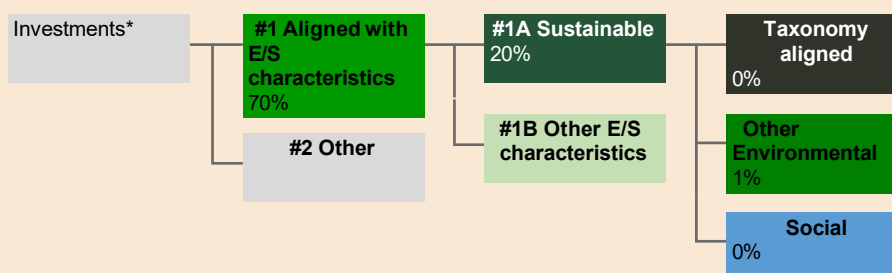 Investments*
#1 Aligned with
E/S
characteristics
70%
#2 Other
#1A Sustainable
20%
#1B Other E/S
characteristics
Taxonomy
aligned
0%
Other
Environmental
1%
Social
0%